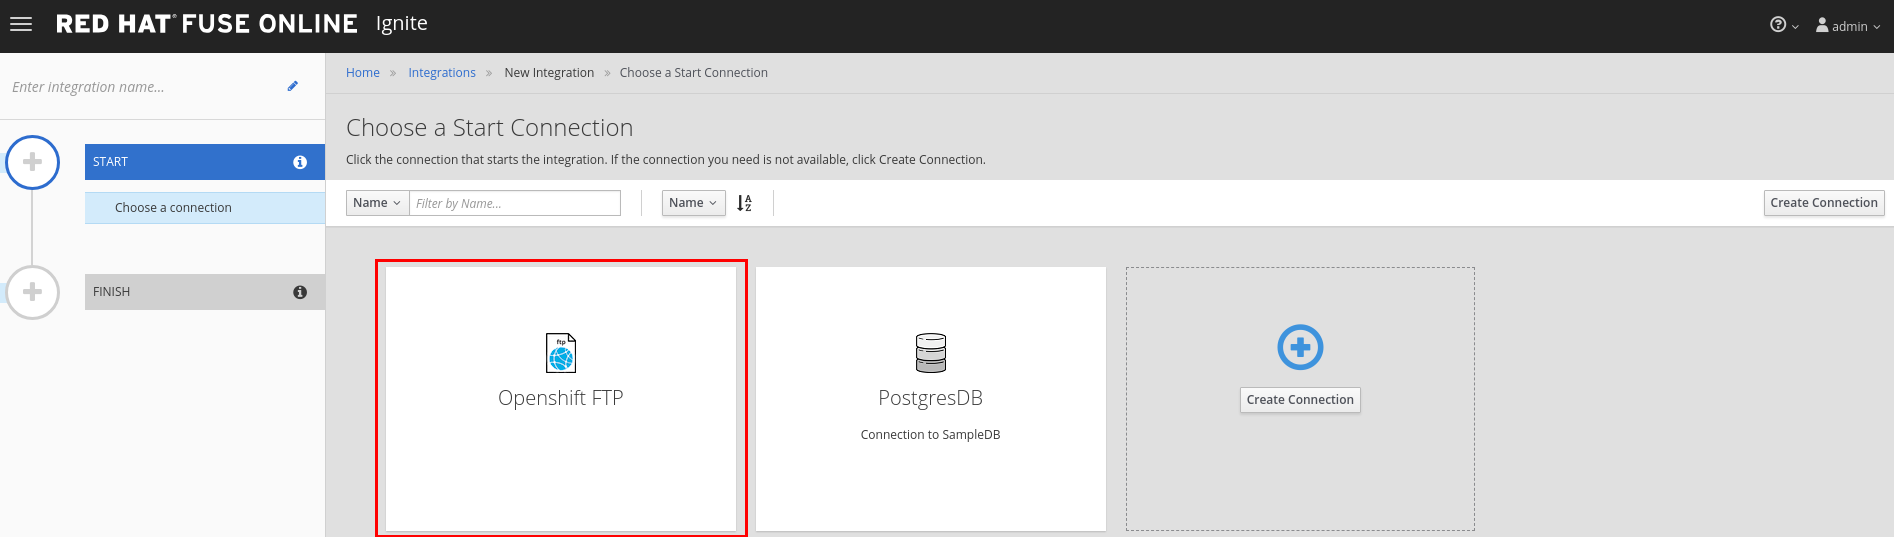 RED HAT® FUSE ONLINE Ignite
admin
Enter integration name...
START
Choose a connection
FINISH
Home » Integrations » New Integration » Choose a Start Connection
Choose a Start Connection
Click the connection that starts the integration. If the connection you need is not available, click Create Connection.
Name Filter by Name... Name A Z Create Connection
ftp
Openshift FTP
PostgresDB
Connection to SampleDB
Create Connection